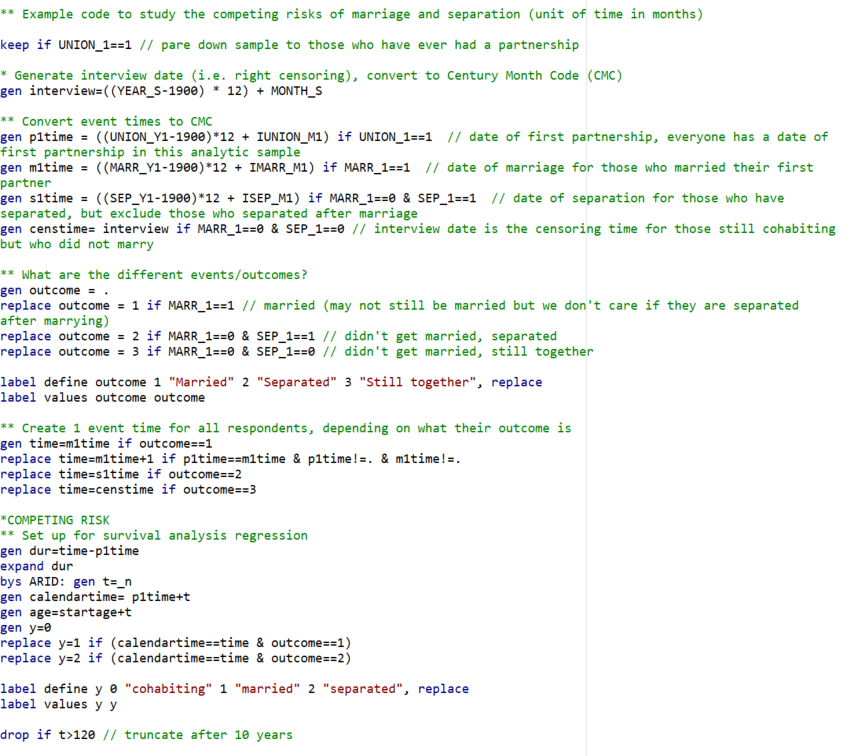 ** Example code to study the competing risks of marriage and separation (unit of time in months)
keep if UNION_1==1 // pare down sample to those who have ever had a partnership
* Generate interview date (i.e. right censoring), convert to Century Month Code (CMC)
gen interview=((YEAR_S-1900) * 12) + MONTH_S
** Convert event times to CMC
gen p1time = ((UNION_Y1-1900)*12 + IUNION_M1) if UNION_1==1  // date of first partnership, everyone has a date of
first partnership in this analytic sample
gen m1time = ((MARR_Y1-1900)*12 + IMARR_M1) if MARR_1==1  // date of marriage for those who married their first
partner
gen s1time = ((SEP_Y1-1900)*12 + ISEP_M1) if MARR_1==0 & SEP_1==1  // date of separation for those who have
separated, but exclude those who separated after marriage
gen censtime= interview if MARR_1==0 & SEP_1==0 // interview date is the censoring time for those still cohabiting
but who did not marry
** What are the different events/outcomes?
gen outcome = .
replace outcome = 1 if MARR_1==1 // married (may not still be married but we don't care if they are separated
after marrying)
replace outcome = 2 if MARR_1==0 & SEP_1==1 // didn't get married, separated
replace outcome = 3 if MARR_1==0 & SEP_1==0 // didn't get married, still together
label define outcome 1 "Married" 2 "Separated" 3 "Still together", replace
label values outcome outcome
** Create 1 event time for all respondents, depending on what their outcome is
gen time=m1time if outcome==1
replace time=m1time+1 if p1time==m1time & p1time!=. & m1time!=.
replace time=s1time if outcome==2
replace time=censtime if outcome==3
*COMPETING RISK
** Set up for survival analysis regression
gen dur=time-p1time
expand dur
bys ARID: gen t=_n
gen calendartime= p1time+t
gen age=startage+t
gen y=0
replace y=1 if (calendartime==time & outcome==1)
replace y=2 if (calendartime==time & outcome==2)
label define y 0 "cohabiting" 1 "married" 2 "separated", replace
label values y y
drop if t>120 // truncate after 10 years